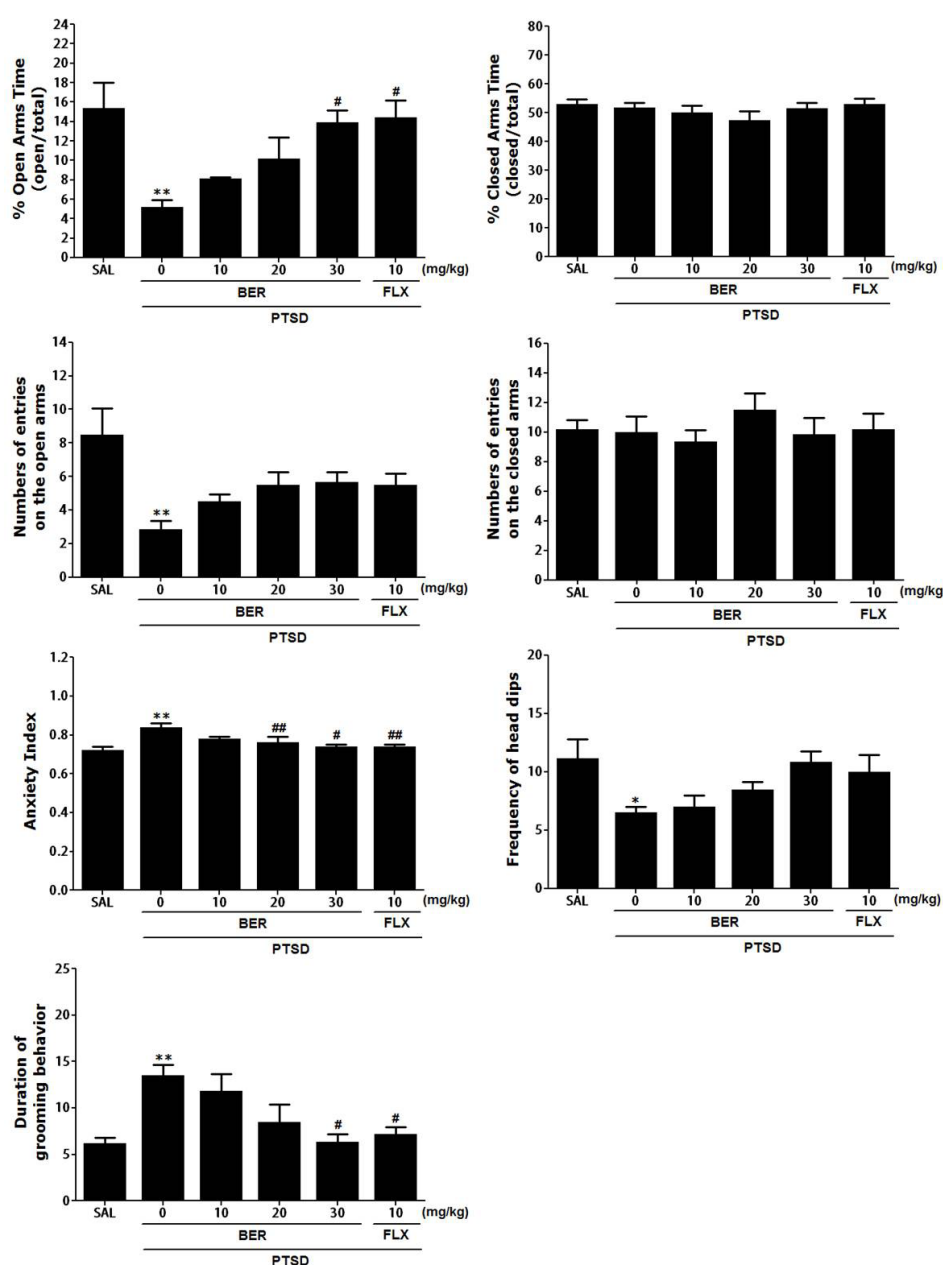 % Open Arms Time
(open/total)
24
22
20
18
16
14
12
10
8
6
4
2
0
**
#
#
SAL
0
10
20
30
10
(mg/kg)
BER
FLX
PTSD
% Closed Arms Time
(closed/total)
80
70
60
50
40
30
20
10
0
SAL
0
10
20
30
10
(mg/kg)
BER
FLX
PTSD
Numbers of entries
on the open arms
14
12
10
8
6
4
2
0
**
SAL
0
10
20
30
10
(mg/kg)
BER
FLX
PTSD
Numbers of entries
on the closed arms
16
14
12
10
8
6
4
2
0
SAL
0
10
20
30
10
(mg/kg
BER
FLX
PTSD
Anxiety Index
1.2
1.0
0.8
0.6
0.4
0.2
0.0
**
##
#
##
SAL
0
10
20
30
10
(mg/kg)
BER
FLX
PTSD
Frequency of head dips
20
15
10
5
0
*
SAL
0
10
20
30
10
(mg/kg)
BER
FLX
PTSD
Duration of
grooming behavior
25
20
15
10
5
0
**
#
#
SAL
0
10
20
30
10
(mg/kg)
BER
FLX
PTSD